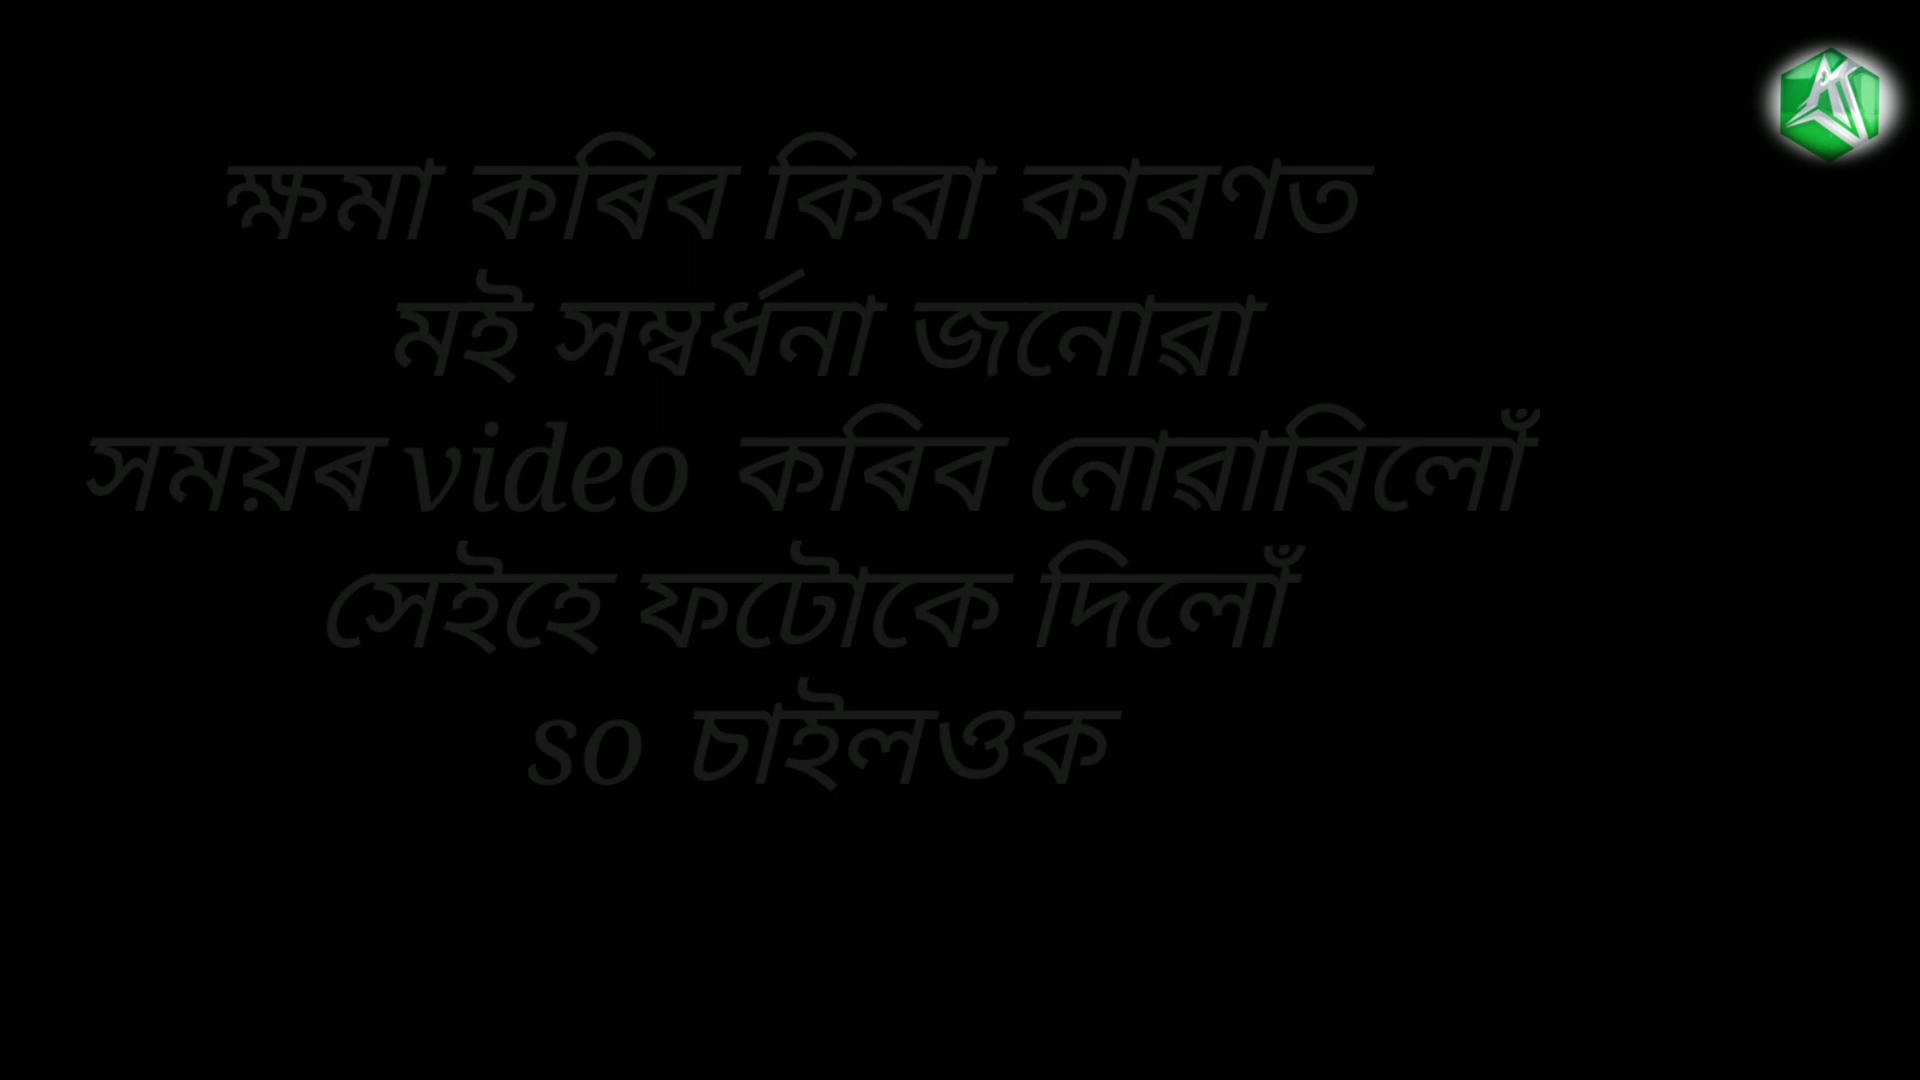 ক্ষমা কৰিব কিবা কাৰণত
মই সম্বৰ্ধনা জনোৱা
সময়ৰ video কৰিব নোৱাৰিলোঁ
সেইহে ফটোকে দিলোঁ
so চাইলওক